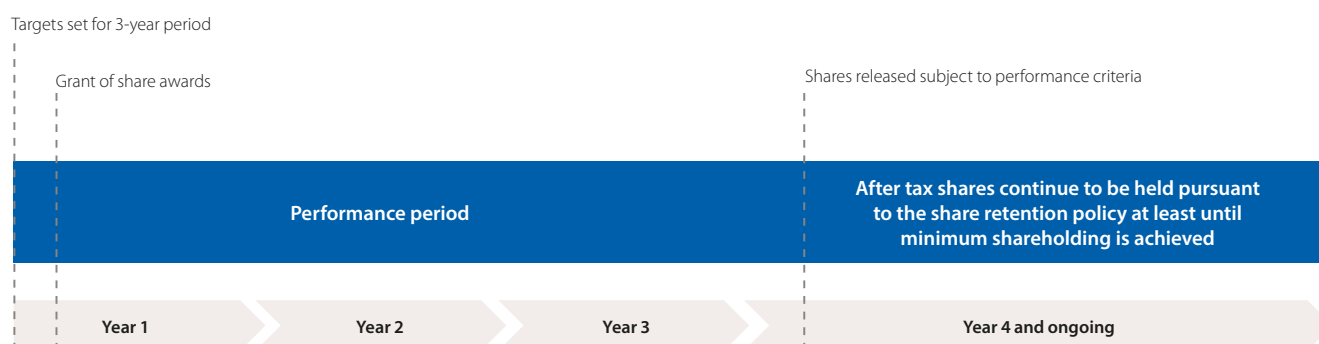 Targets set for 3-year period
Grant of share awards
Shares released subject to performance criteria
Performance period
After tax shares continue to be held pursuant
to the share retention policy at least until
minimum shareholding is achieved
Year 1
Year 2
Year 3
Year 4 and ongoing